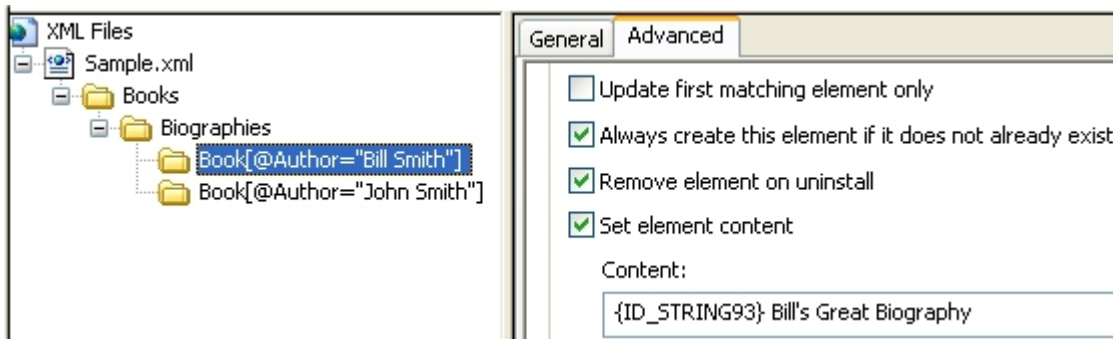 XML Files
Sample.xml
Books
Biographies
Book[@Author="Bill Smith"]
Book[@Author="John Smith"]
General
Advanced
Update first matching element only
Always create this element if it does not already exist
Remove element on uninstall
Set element content
Content:
{ID_STRING93} Bill's Great Biography